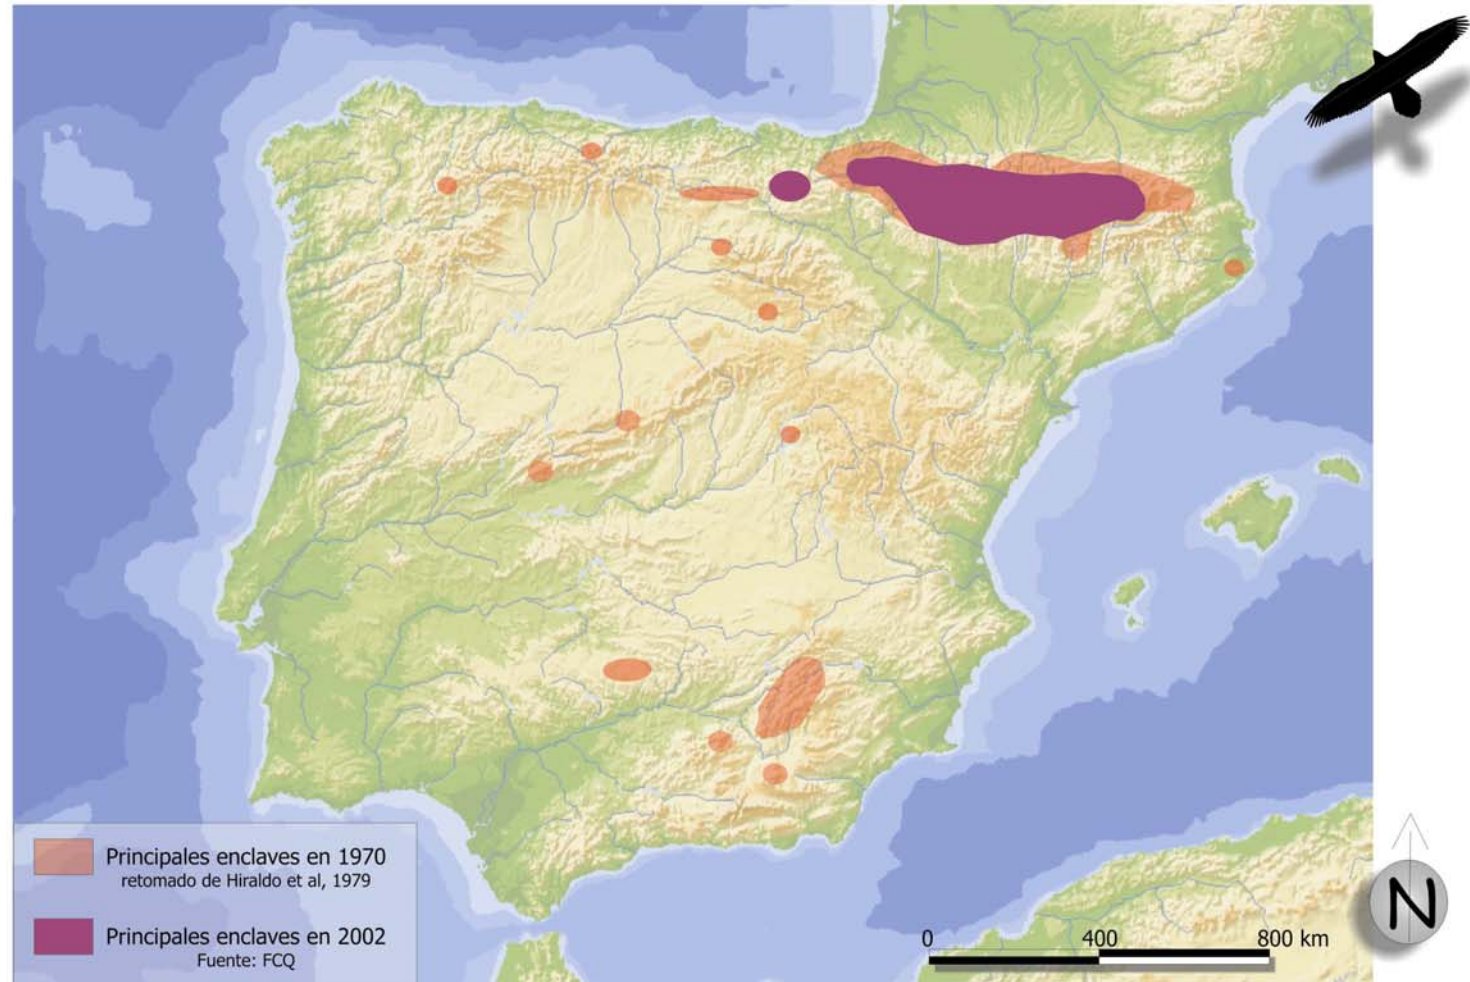 Principales enclaves en 1970
retomado de Hiraldo et al, 1979
Principales enclaves en 2002
Fuente: FCQ
0 400 800 km
N